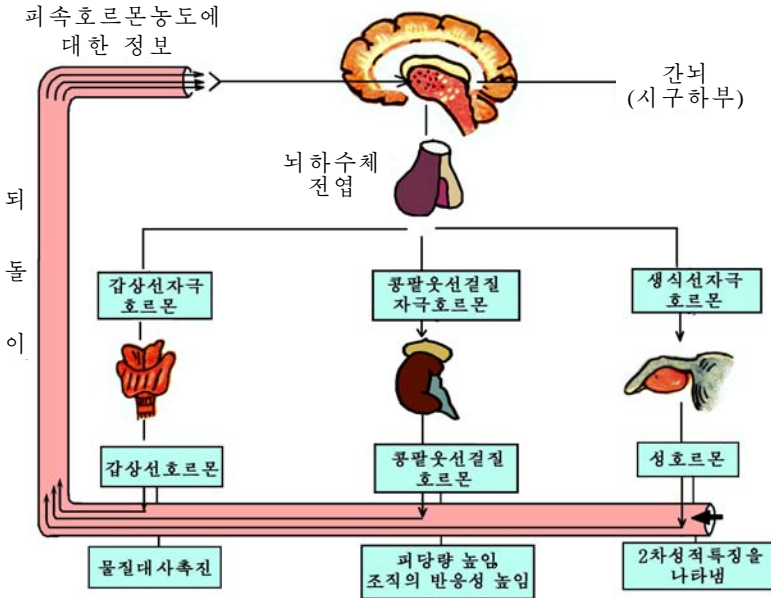 피속호르몬농도에
대한 정보
간뇌
(시구하부)
뇌하수체
전엽
되
돌
이
갑상선자극
호르몬
콩팥웃선겉질
자극호르몬
생식선자극
호르몬
갑상선호르몬
콩팥웃선겉질
호르몬
성호르몬
물질대사촉진
피당량 높임,
조직의 반응성 높임
2차성적특징을
나타냄